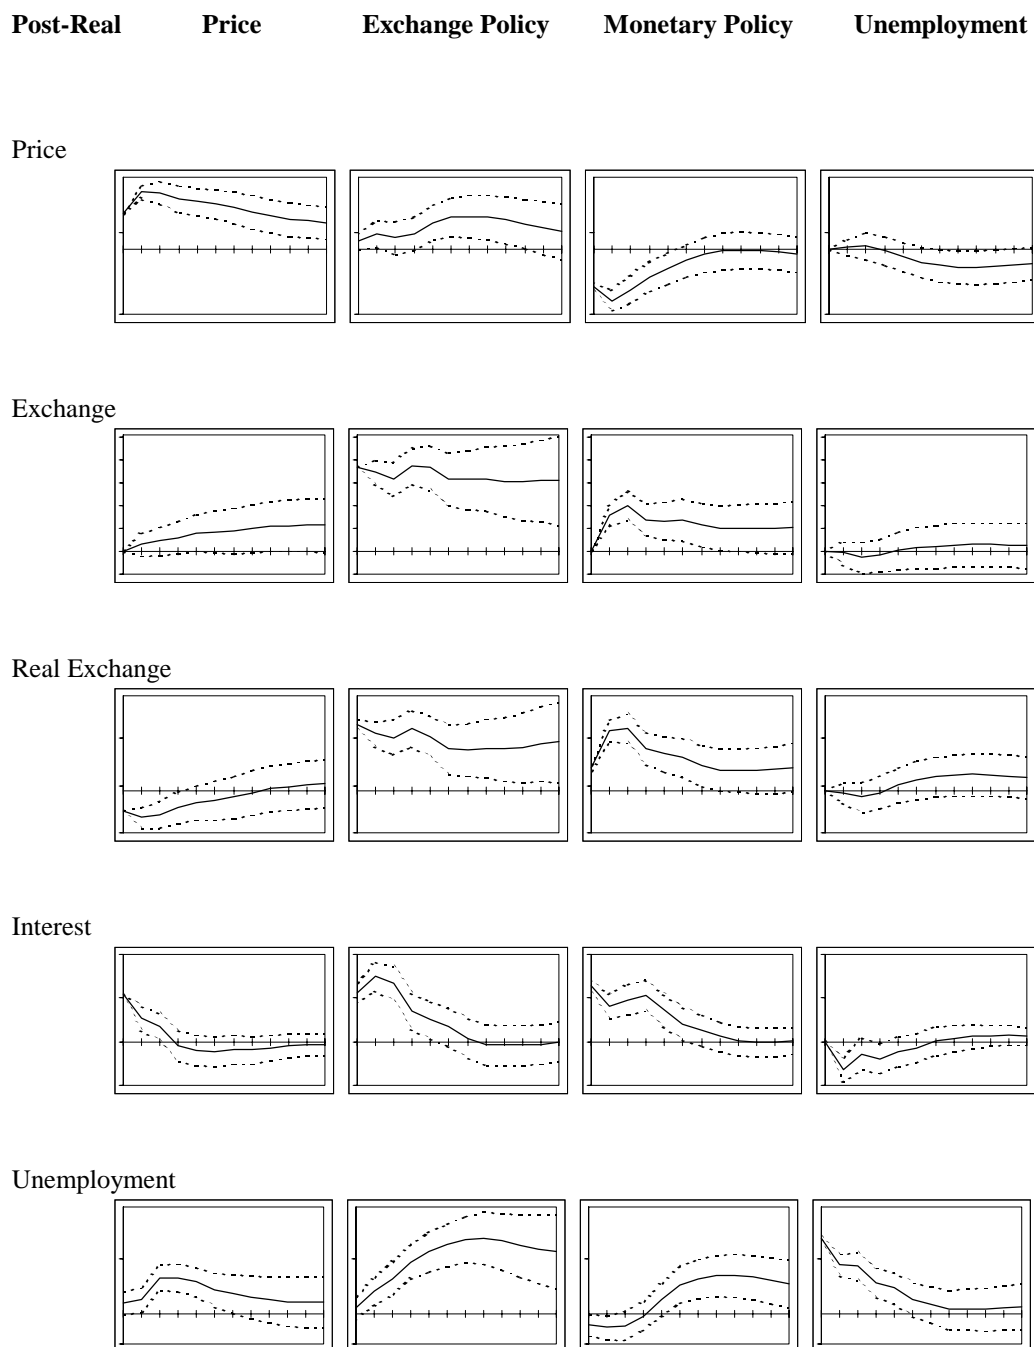 Post-Real Price Exchange Policy Monetary Policy Unemployment
Price
Exchange
Real Exchange
Interest
Unemployment